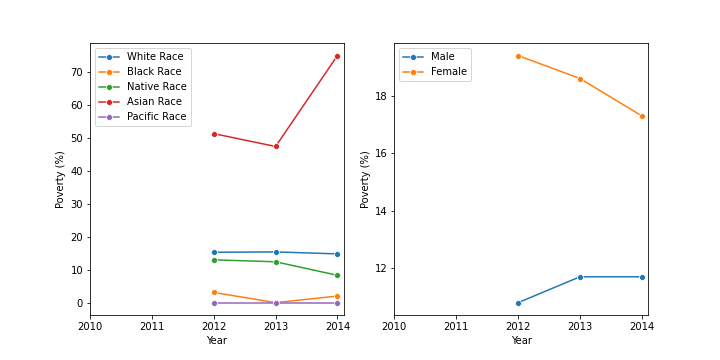 White Race
Black Race
Native Race
Asian Race
Pacific Race
70
60
50
40
30
20
10
0
Poverty (%)
2010 2011 2012 2013 2014
Year
Male
Female
18
16
14
12
Poverty (%)
2010 2011 2012 2013 2014
Year